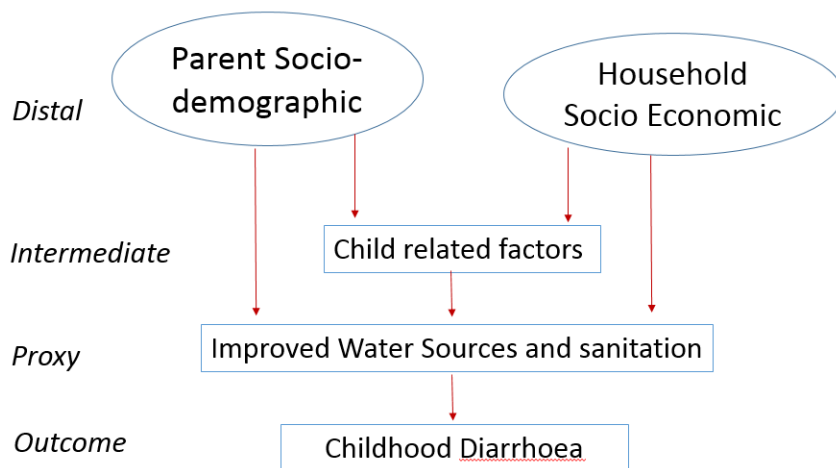 Parent Socio-
demographic
Household
Socio Economic
Distal
Intermediate
Child related factors
Proxy
Improved Water Sources and sanitation
Outcome
Childhood Diarrhoea